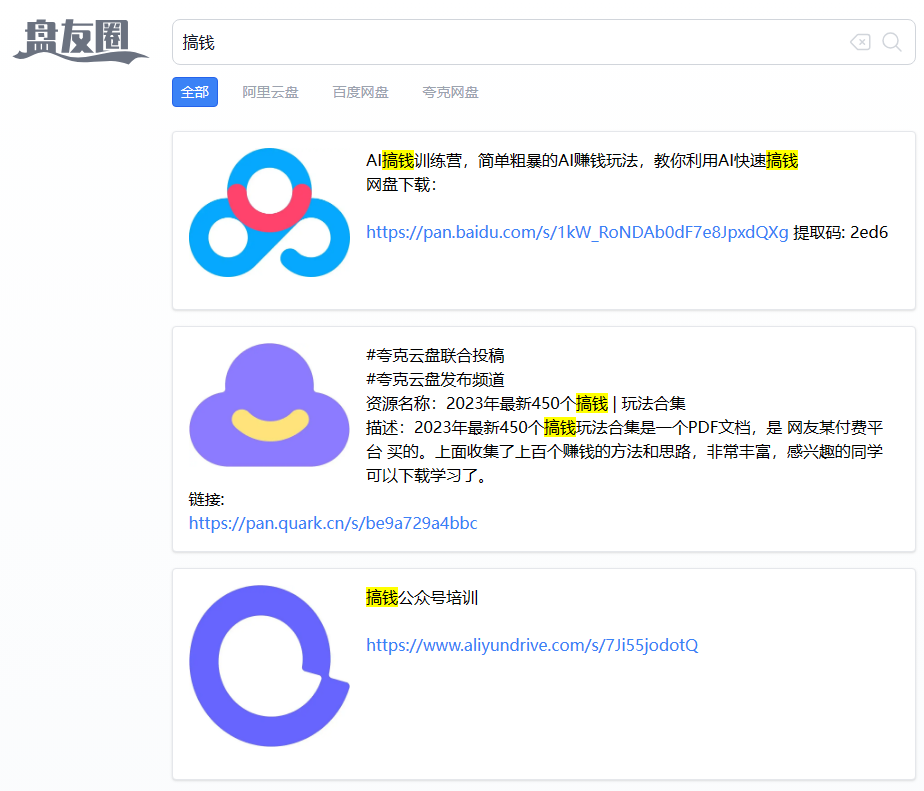 盘友圈
搞钱
全部 阿里云盘 百度网盘 夸克网盘
AI搞钱训练营，简单粗暴的AI赚钱玩法，教你利用AI快速搞钱
网盘下载：
https://pan.baidu.com/s/1kW_RoNDAb0dF7e8JpxdQXg 提取码: 2ed6
#夸克云盘联合投稿
#夸克云盘发布频道
资源名称：2023年最新450个搞钱 | 玩法合集
描述：2023年最新450个搞钱玩法合集是一个PDF文档，是 网友某付费平
台 买的。上面收集了上百个赚钱的方法和思路，非常丰富，感兴趣的同学
可以下载学习了。
链接:
https://pan.quark.cn/s/be9a729a4bbc
搞钱公众号培训
https://www.aliyundrive.com/s/7Ji55jodotQ